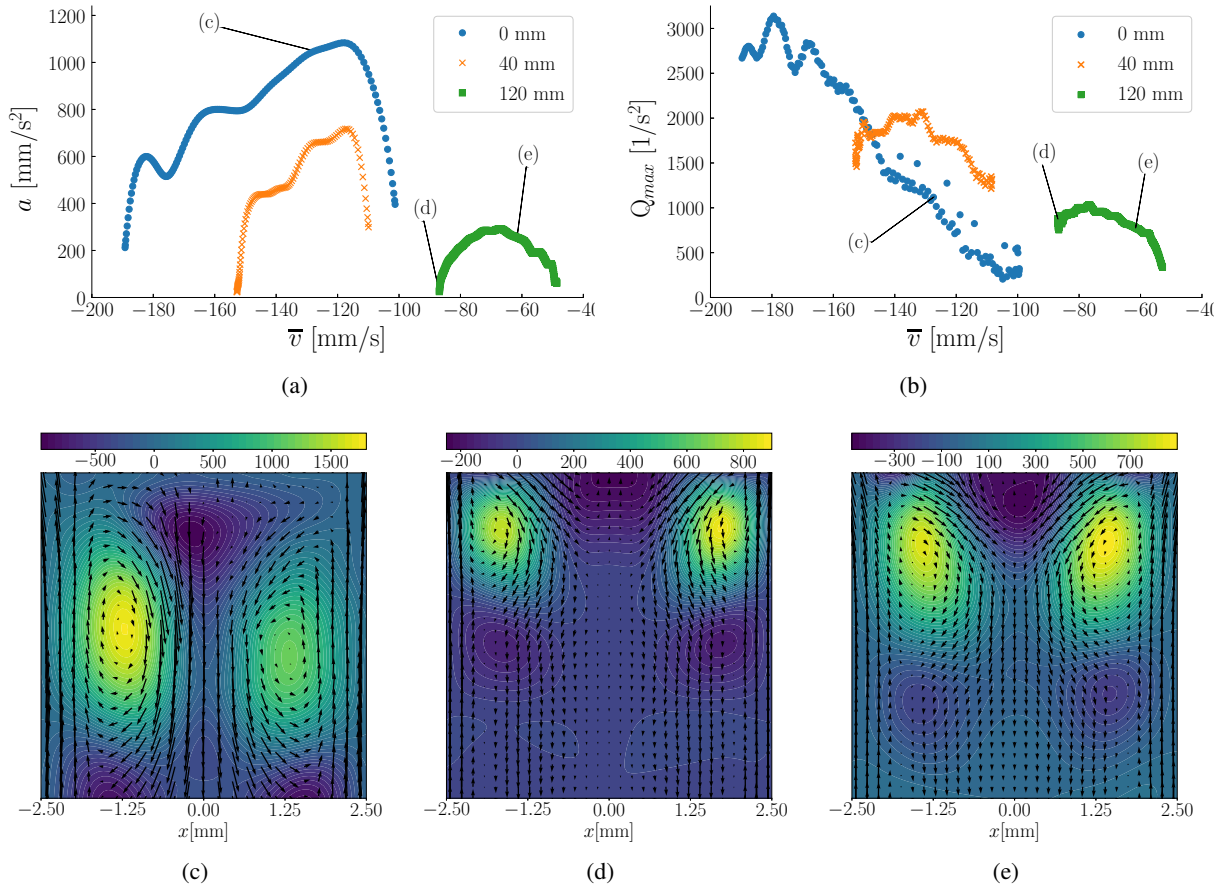 1200
1000
800
600
400
200
0
a [mm/s²]
−200 −180 −160 −140 −120 −100 −80 −60 −40
v̅ [mm/s]
(c)
(d)
(e)
0 mm
40 mm
120 mm
(a)
3000
2500
2000
1500
1000
500
0
Qmax [1/s²]
−200 −180 −160 −140 −120 −100 −80 −60 −40
v̅ [mm/s]
(c)
(d)
(e)
0 mm
40 mm
120 mm
(b)
−500 0 500 1000 1500
−2.50 −1.25 0.00 1.25 2.50
x[mm]
(c)
−200 0 200 400 600 800
−2.50 −1.25 0.00 1.25 2.50
x[mm]
(d)
−300 −100 100 300 500 700
−2.50 −1.25 0.00 1.25 2.50
x[mm]
(e)